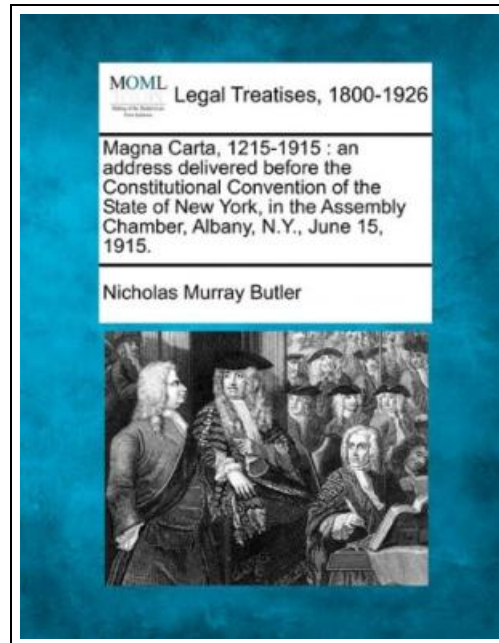 MOML
Legal Treatises, 1800-1926
Magna Carta, 1215-1915 : an
address delivered before the
Constitutional Convention of the
State of New York, in the Assembly
Chamber, Albany, N.Y., June 15,
1915.
Nicholas Murray Butler